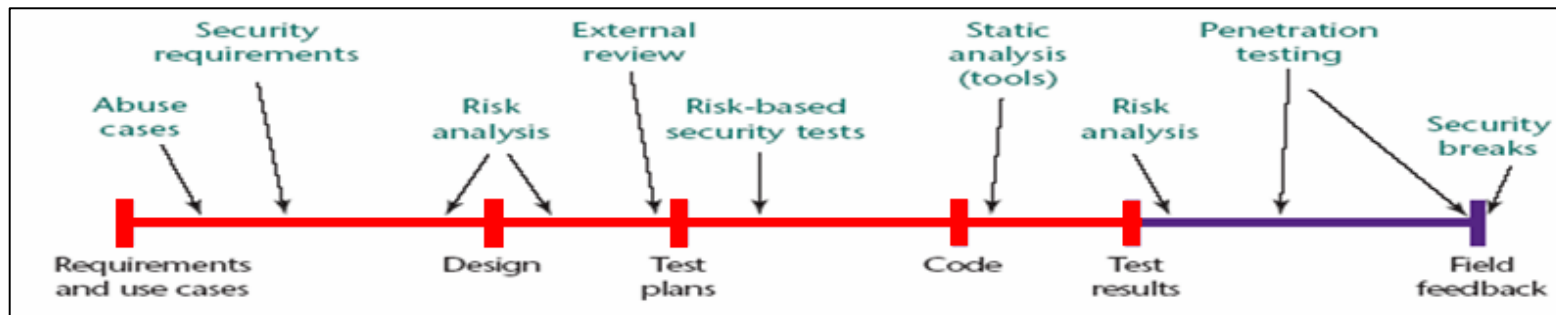 Security
requirements
External
review
Static
analysis
(tools)
Penetration
testing
Abuse
cases
Risk
analysis
Risk-based
security tests
Risk
analysis
Security
breaks
Requirements
and use cases
Design
Test
plans
Code
Test
results
Field
feedback